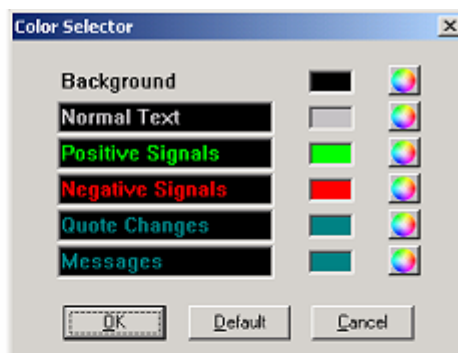 Color Selector
Background
Normal Text
Positive Signals
Negative Signals
Quote Changes
Messages
OK Default Cancel